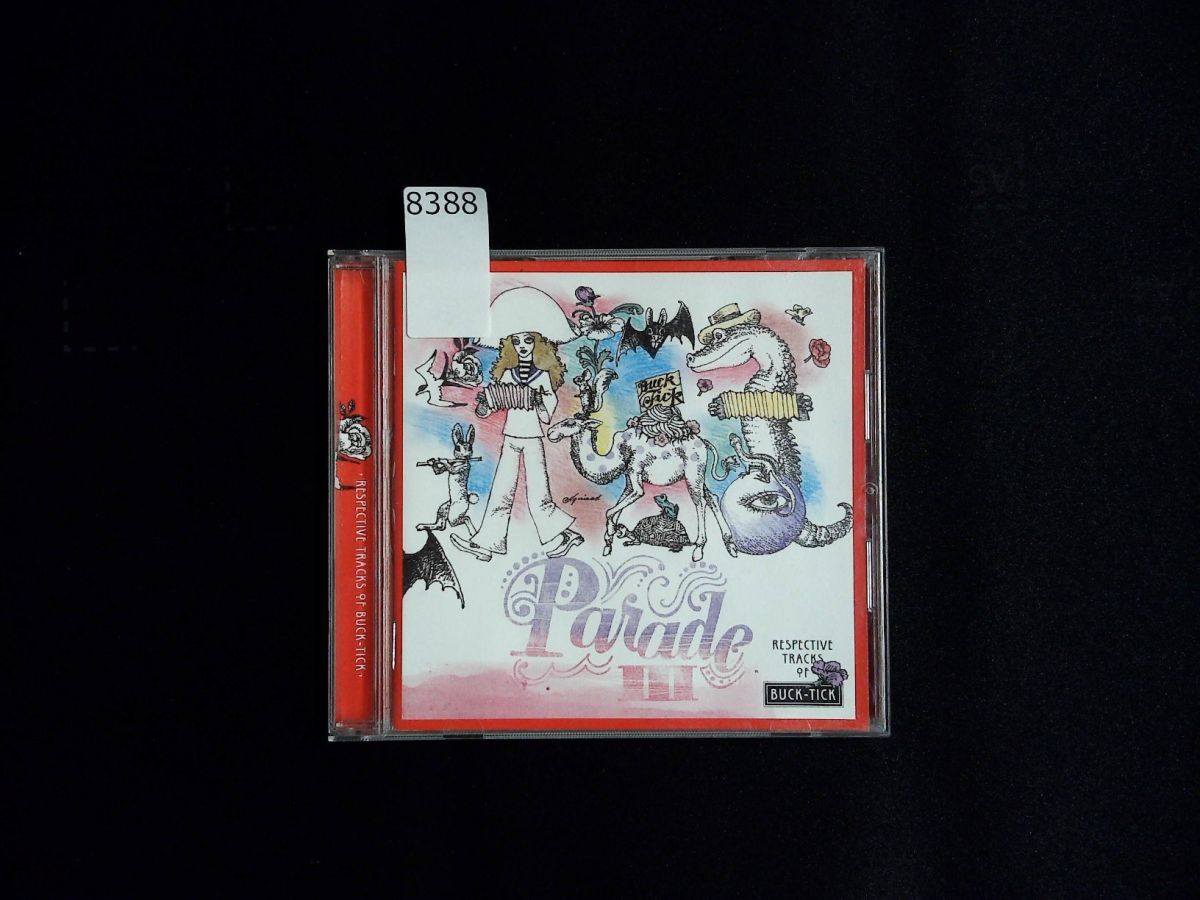 8388
BUCK
TICK
Parade
III
RESPECTIVE
TRACKS
OF
BUCK-TICK
· RESPECTIVE TRACKS OF BUCK-TICK ·